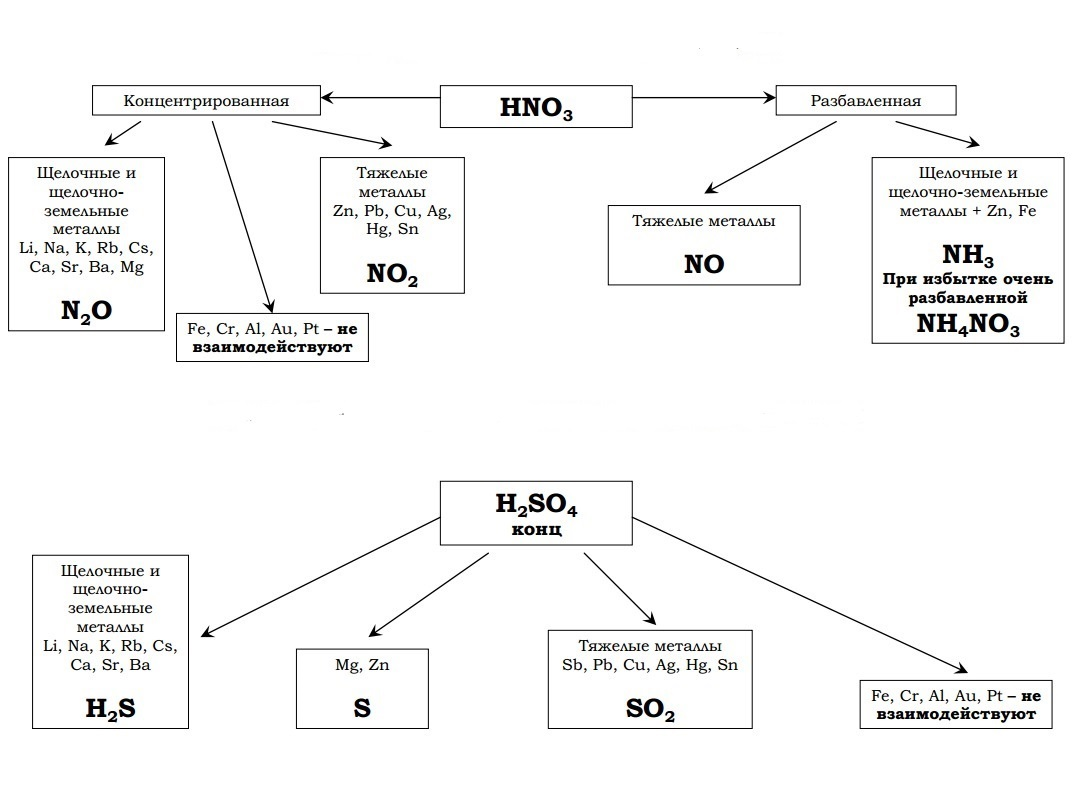 HNO3
Концентрированная
Разбавленная
Щелочные и
щелочно-
земельные
металлы
Li, Na, K, Rb, Cs,
Ca, Sr, Ba, Mg
N2O
Fe, Cr, Al, Au, Pt – не
взаимодействуют
Тяжелые
металлы
Zn, Pb, Cu, Ag,
Hg, Sn
NO2
Тяжелые металлы
NO
Щелочные и
щелочно-земельные
металлы + Zn, Fe
NH3
При избытке очень
разбавленной
NH4NO3
H2SO4
конц
Щелочные и
щелочно-
земельные
металлы
Li, Na, K, Rb, Cs,
Ca, Sr, Ba
H2S
Mg, Zn
S
Тяжелые металлы
Sb, Pb, Cu, Ag, Hg, Sn
SO2
Fe, Cr, Al, Au, Pt – не
взаимодействуют